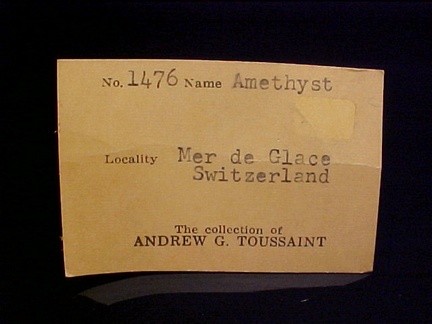 No. 1476 Name Amethyst
Locality Mer de Glace
Switzerland
The collection of
ANDREW G. TOUSSAINT